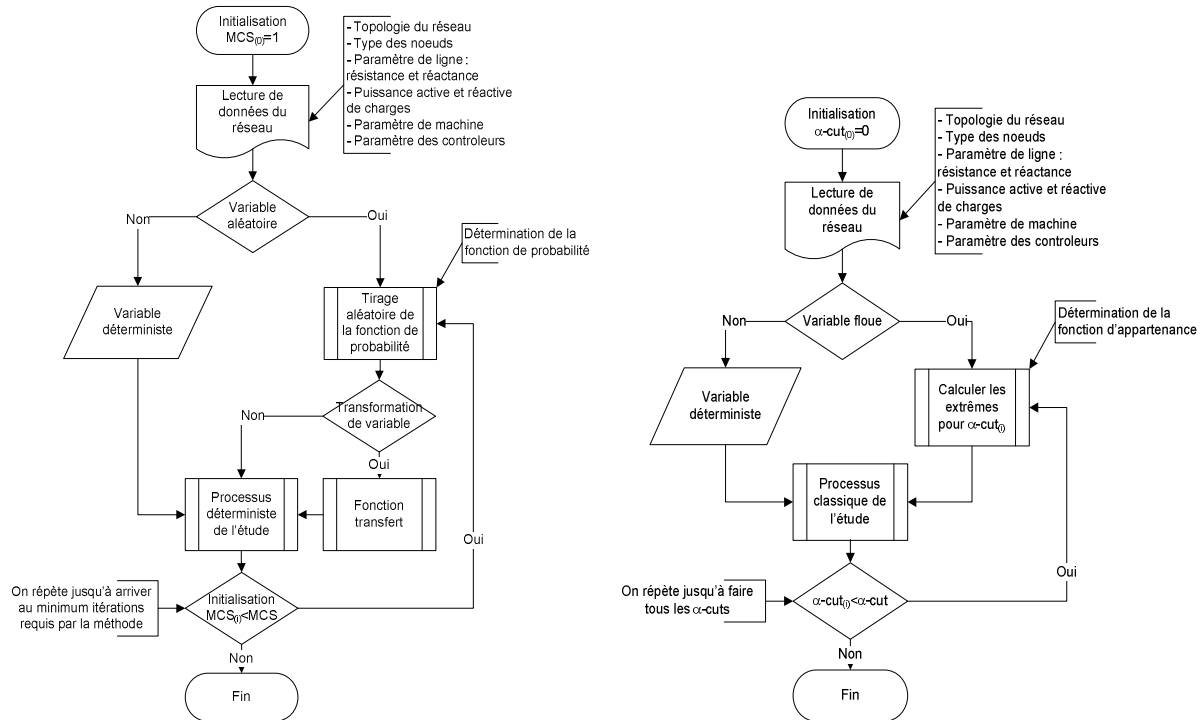 Initialisation
MCS(0)=1
- Topologie du réseau
- Type des noeuds
- Paramètre de ligne :
résistance et réactance
- Puissance active et réactive
de charges
- Paramètre de machine
- Paramètre des controleurs
Lecture de
données du
réseau
Variable
aléatoire
Non
Oui
Détermination de la
fonction de probabilité
Variable
déterministe
Tirage
aléatoire de
la fonction de
probabilité
Transformation
de variable
Non
Oui
Processus
déterministe
de l'étude
Fonction
transfert
Oui
On répète jusqu'à arriver
au minimum itérations
requis par la méthode
Initialisation
MCS(i)<MCS
Non
Fin
Initialisation
α-cut(0)=0
- Topologie du réseau
- Type des noeuds
- Paramètre de ligne :
résistance et réactance
- Puissance active et réactive
de charges
- Paramètre de machine
- Paramètre des controleurs
Lecture de
données du
réseau
Variable floue
Non
Oui
Détermination de la
fonction d'appartenance
Variable
déterministe
Calculer les
extrêmes
pour α-cut(i)
Processus
classique de
l'étude
Oui
On répète jusqu'à faire
tous les α-cuts
α-cut(i)<α-cut
Non
Fin